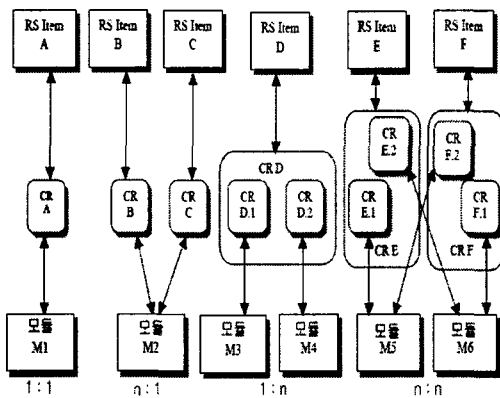 RS Item
A
RS Item
B
RS Item
C
RS Item
D
RS Item
E
RS Item
F
CR
A
CR
B
CR
C
CR D
CR
D.1
CR
D.2
CR
E.2
CR
E.1
CR E
CR
F.2
CR
F.1
CR F
모듈
M1
모듈
M2
모듈
M3
모듈
M4
모듈
M5
모듈
M6
1 : 1
n : 1
1 : n
n : n